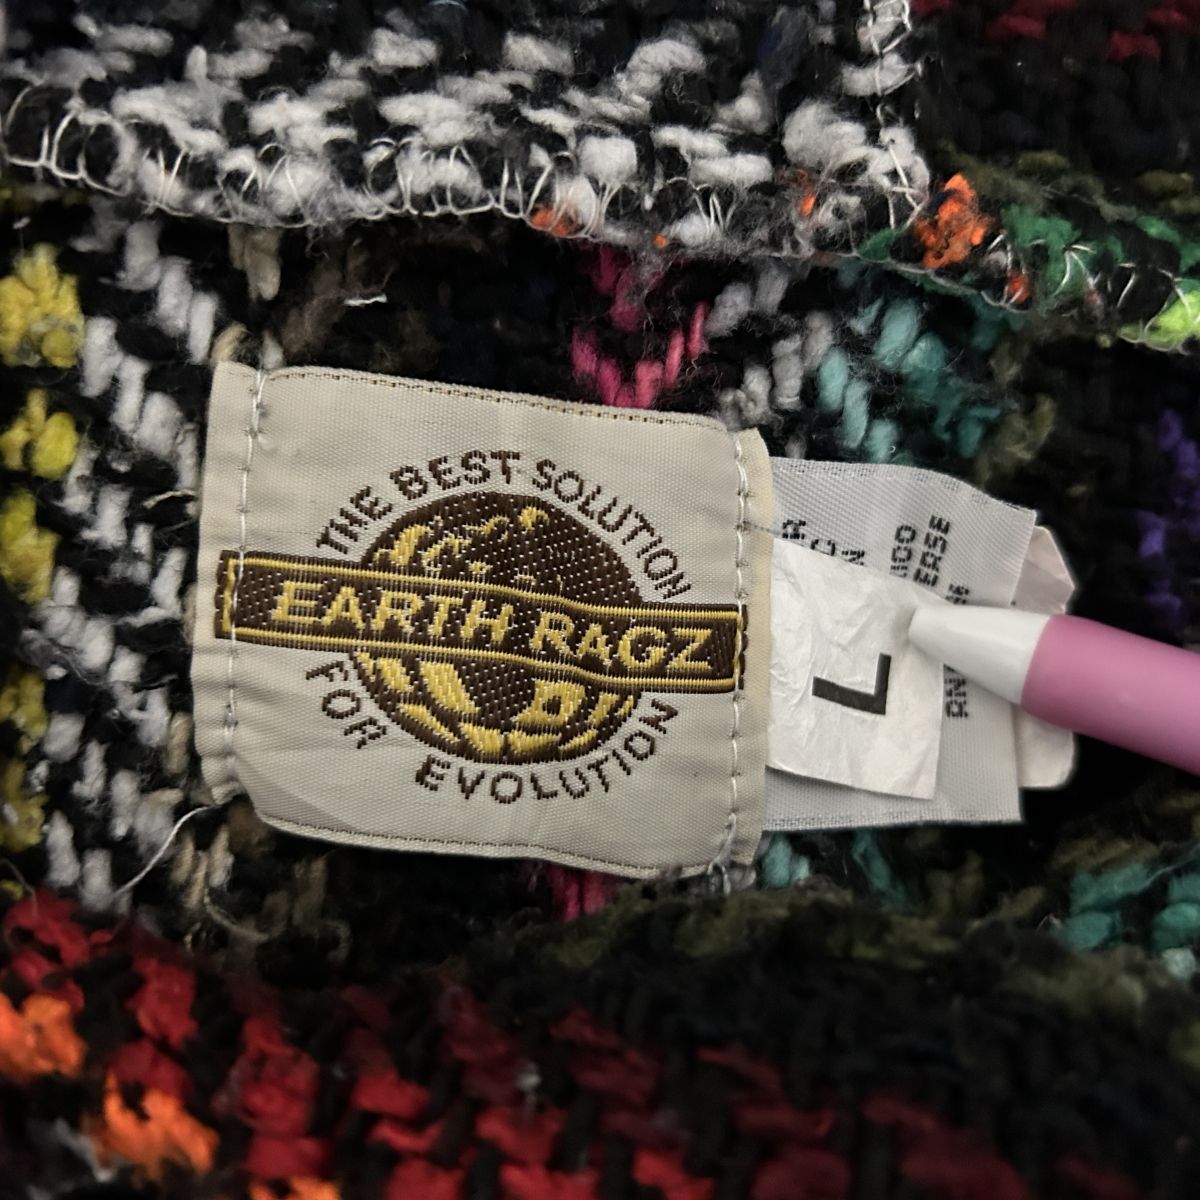 THE BEST SOLUTION
EARTH RAGZ
FOR EVOLUTION
L